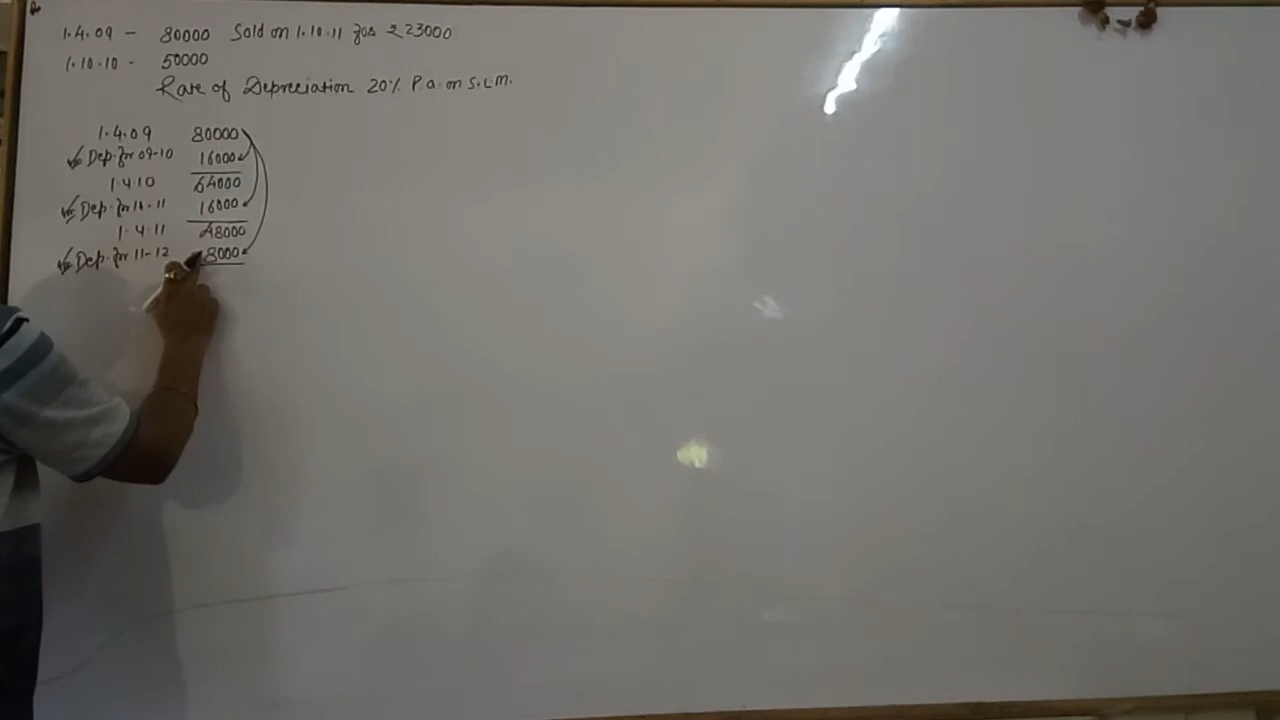 Q.
1.4.09 - 80000 Sold on 1.10.11 for ₹23000
1.10.10 - 50000
Rate of Depreciation 20% P.a. on S.L.M.
1.4.09 80000
Dep. for 09-10 16000
1.4.10 64000
Dep. for 10-11 16000
1.4.11 48000
Dep. for 11-12 8000